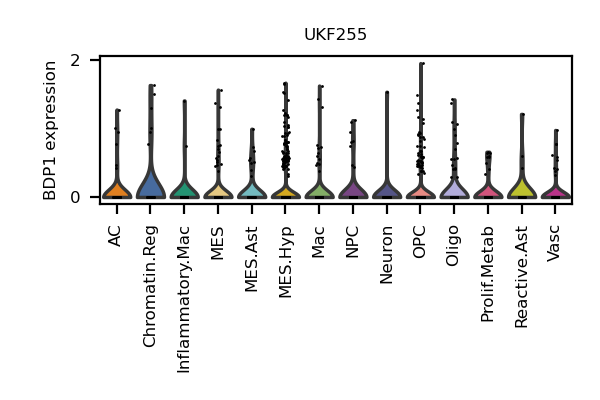 UKF255
BDP1 expression
2
0
AC
Chromatin.Reg
Inflammatory.Mac
MES
MES.Ast
MES.Hyp
Mac
NPC
Neuron
OPC
Oligo
Prolif.Metab
Reactive.Ast
Vasc